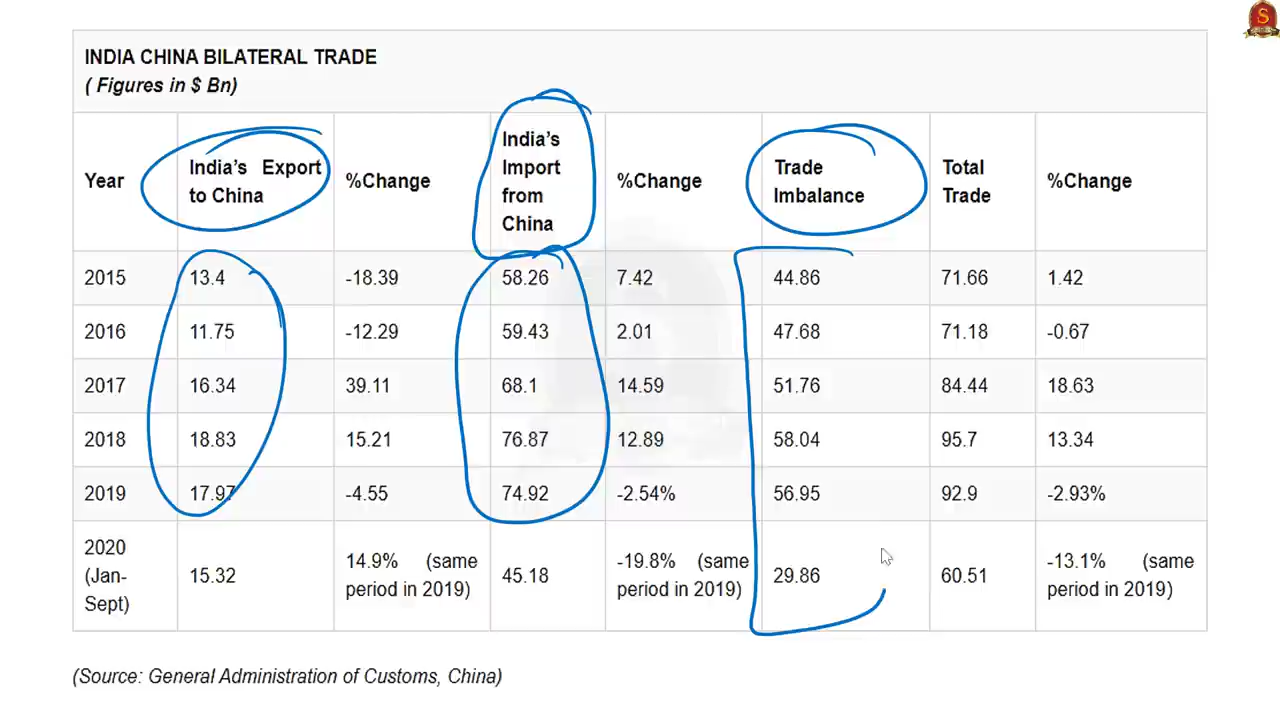 INDIA CHINA BILATERAL TRADE
( Figures in $ Bn)
Year India's Export to China %Change India's Import from China %Change Trade Imbalance Total Trade %Change
2015 13.4 -18.39 58.26 7.42 44.86 71.66 1.42
2016 11.75 -12.29 59.43 2.01 47.68 71.18 -0.67
2017 16.34 39.11 68.1 14.59 51.76 84.44 18.63
2018 18.83 15.21 76.87 12.89 58.04 95.7 13.34
2019 17.97 -4.55 74.92 -2.54% 56.95 92.9 -2.93%
2020 (Jan-Sept) 15.32 14.9% (same period in 2019) 45.18 -19.8% (same period in 2019) 29.86 60.51 -13.1% (same period in 2019)
(Source: General Administration of Customs, China)